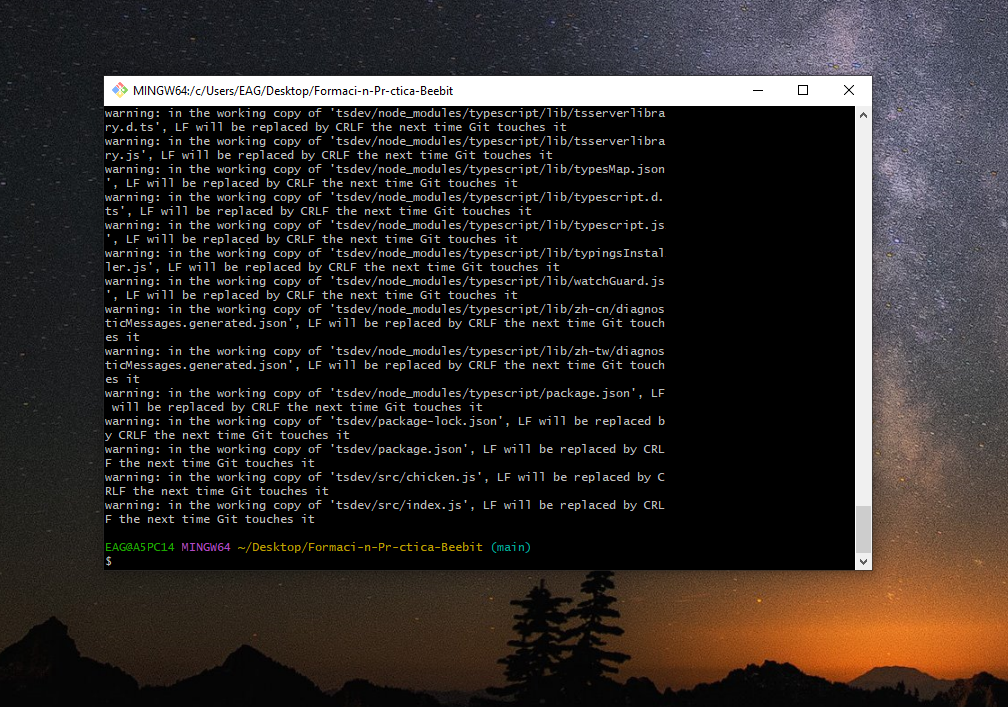 MINGW64:/c/Users/EAG/Desktop/Formaci-n-Pr-ctica-Beebit
warning: in the working copy of 'tsdev/node_modules/typescript/lib/tsserverlibra
ry.d.ts', LF will be replaced by CRLF the next time Git touches it
warning: in the working copy of 'tsdev/node_modules/typescript/lib/tsserverlibra
ry.js', LF will be replaced by CRLF the next time Git touches it
warning: in the working copy of 'tsdev/node_modules/typescript/lib/typesMap.json
', LF will be replaced by CRLF the next time Git touches it
warning: in the working copy of 'tsdev/node_modules/typescript/lib/typescript.d.
ts', LF will be replaced by CRLF the next time Git touches it
warning: in the working copy of 'tsdev/node_modules/typescript/lib/typescript.js
', LF will be replaced by CRLF the next time Git touches it
warning: in the working copy of 'tsdev/node_modules/typescript/lib/typingsInstal
ler.js', LF will be replaced by CRLF the next time Git touches it
warning: in the working copy of 'tsdev/node_modules/typescript/lib/watchGuard.js
', LF will be replaced by CRLF the next time Git touches it
warning: in the working copy of 'tsdev/node_modules/typescript/lib/zh-cn/diagnos
ticMessages.generated.json', LF will be replaced by CRLF the next time Git touch
es it
warning: in the working copy of 'tsdev/node_modules/typescript/lib/zh-tw/diagnos
ticMessages.generated.json', LF will be replaced by CRLF the next time Git touch
es it
warning: in the working copy of 'tsdev/node_modules/typescript/package.json', LF
 will be replaced by CRLF the next time Git touches it
warning: in the working copy of 'tsdev/package-lock.json', LF will be replaced b
y CRLF the next time Git touches it
warning: in the working copy of 'tsdev/package.json', LF will be replaced by CRL
F the next time Git touches it
warning: in the working copy of 'tsdev/src/chicken.js', LF will be replaced by C
RLF the next time Git touches it
warning: in the working copy of 'tsdev/src/index.js', LF will be replaced by CRL
F the next time Git touches it
EAG@A5PC14 MINGW64 ~/Desktop/Formaci-n-Pr-ctica-Beebit (main)
$